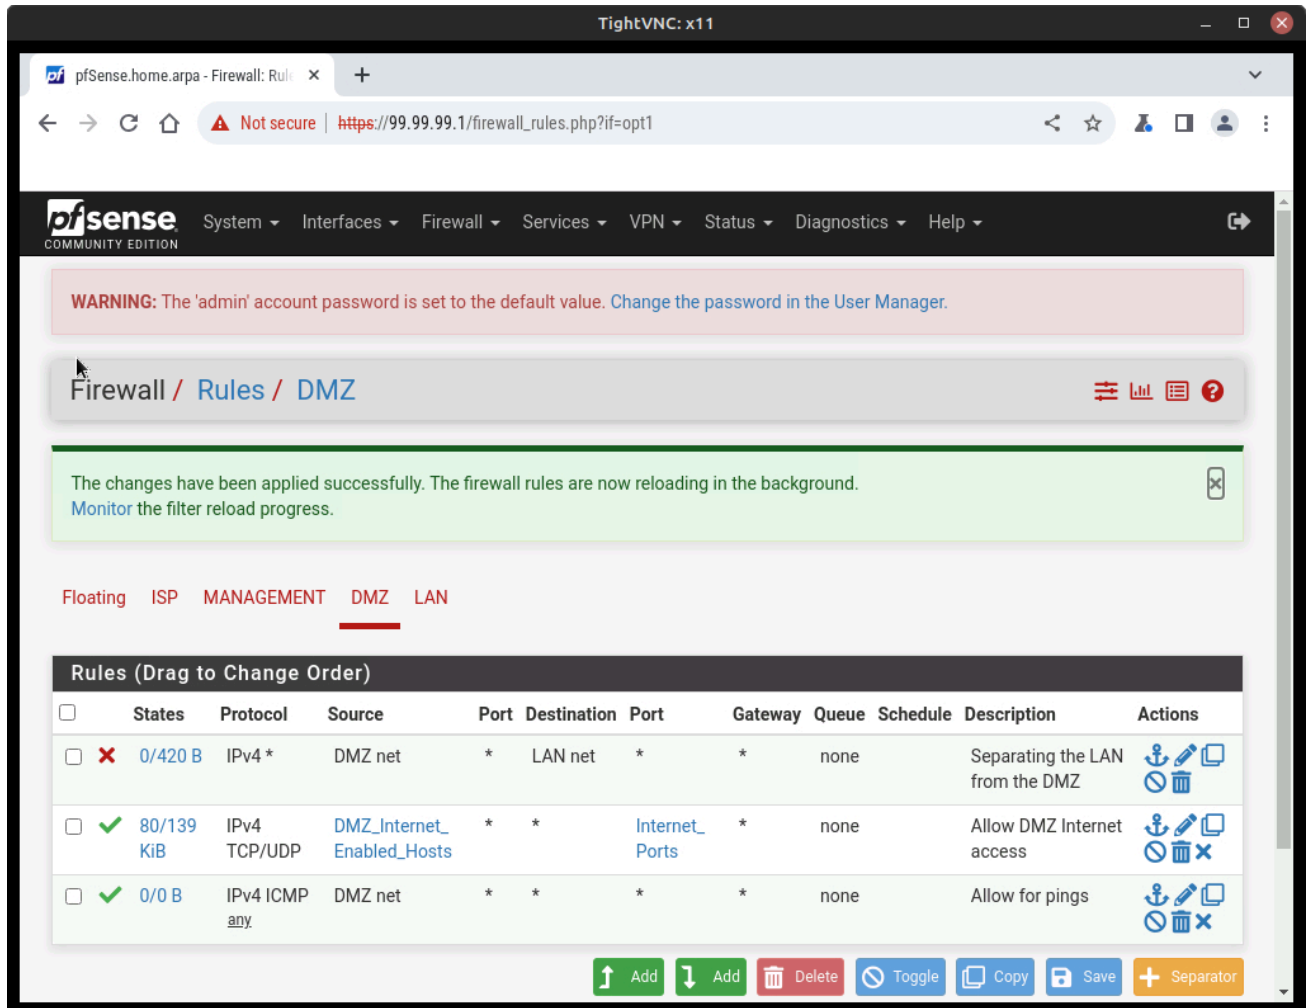 TightVNC: x11
pfSense.home.arpa - Firewall: Rul
Not secure | https://99.99.99.1/firewall_rules.php?if=opt1
pfsense
COMMUNITY EDITION
System Interfaces Firewall Services VPN Status Diagnostics Help
WARNING: The 'admin' account password is set to the default value. Change the password in the User Manager.
Firewall / Rules / DMZ
The changes have been applied successfully. The firewall rules are now reloading in the background.
Monitor the filter reload progress.
Floating ISP MANAGEMENT DMZ LAN
Rules (Drag to Change Order)
States Protocol Source Port Destination Port Gateway Queue Schedule Description Actions
0/420 B IPv4 * DMZ net * LAN net * * none Separating the LAN
from the DMZ
80/139 IPv4 DMZ_Internet_ * * Internet_ * none Allow DMZ Internet
KiB TCP/UDP Enabled_Hosts Ports access
0/0 B IPv4 ICMP DMZ net * * * * none Allow for pings
any
Add Add Delete Toggle Copy Save Separator